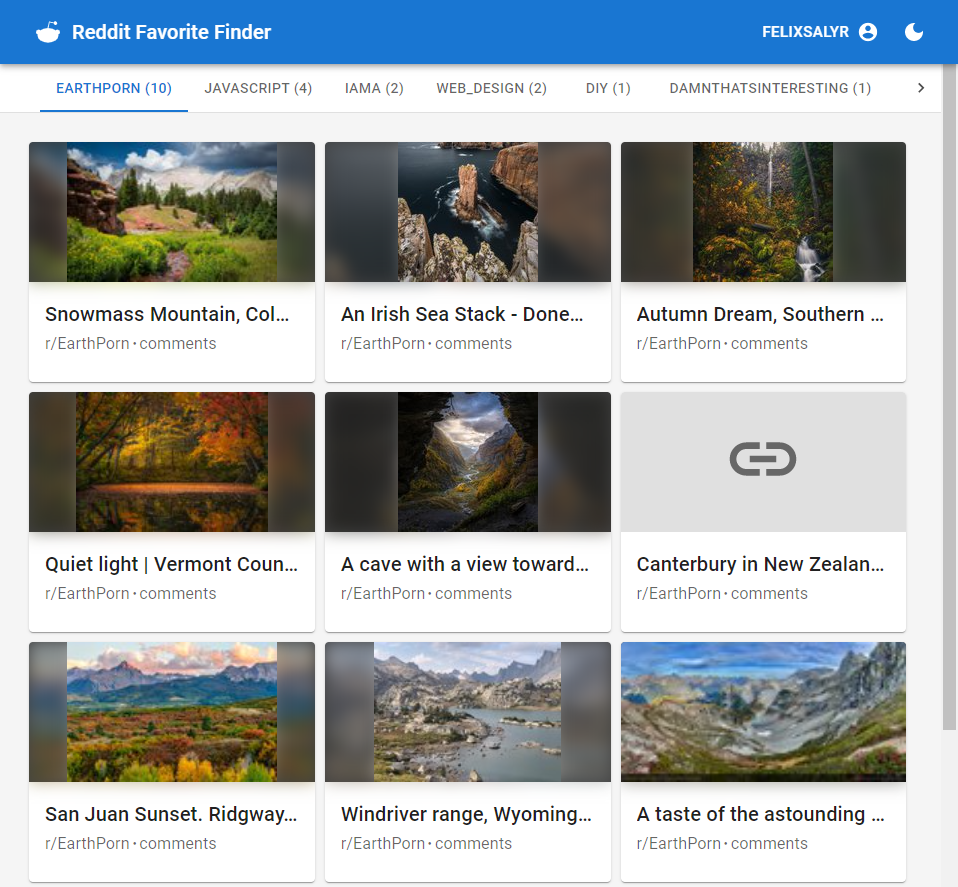 Reddit Favorite Finder
FELIXSALYR
EARTHPORN (10)
JAVASCRIPT (4)
IAMA (2)
WEB_DESIGN (2)
DIY (1)
DAMNTHATSINTERESTING (1)
Snowmass Mountain, Col...
r/EarthPorn · comments
An Irish Sea Stack - Done...
r/EarthPorn · comments
Autumn Dream, Southern ...
r/EarthPorn · comments
Quiet light | Vermont Coun...
r/EarthPorn · comments
A cave with a view toward...
r/EarthPorn · comments
Canterbury in New Zealan...
r/EarthPorn · comments
San Juan Sunset. Ridgway...
r/EarthPorn · comments
Windriver range, Wyoming...
r/EarthPorn · comments
A taste of the astounding ...
r/EarthPorn · comments